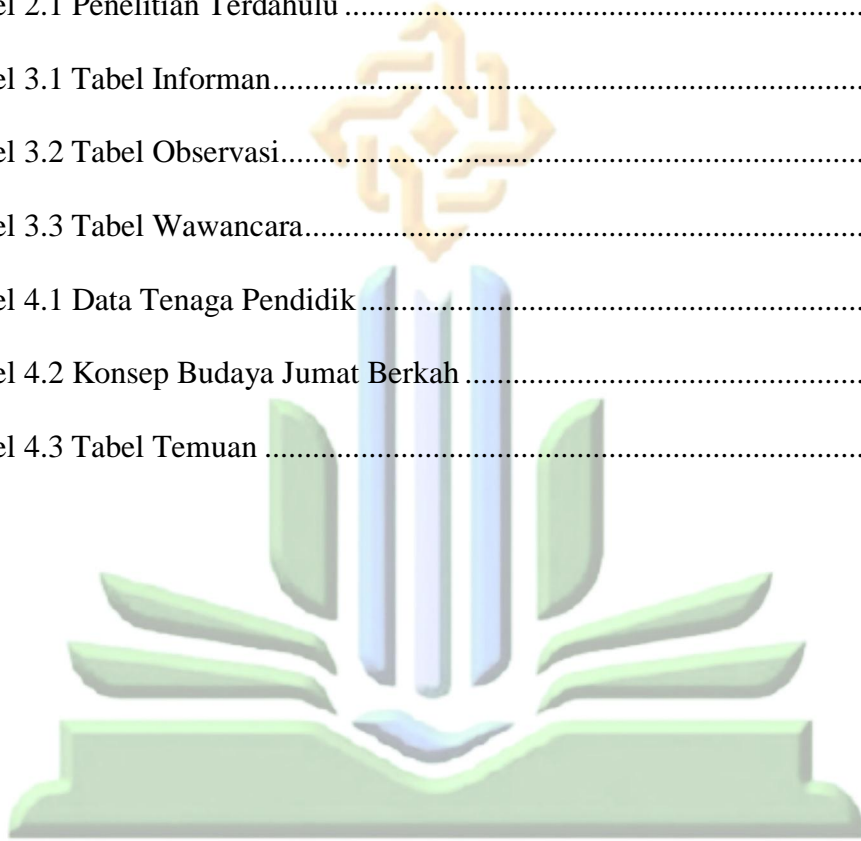 el 2.1 Penelitian Terdahulu ................................................................
el 3.1 Tabel Informan.........................................................................
el 3.2 Tabel Observasi........................................................................
el 3.3 Tabel Wawancara.....................................................................
el 4.1 Data Tenaga Pendidik..............................................................
el 4.2 Konsep Budaya Jumat Berkah ..................................................
el 4.3 Tabel Temuan ..........................................................................